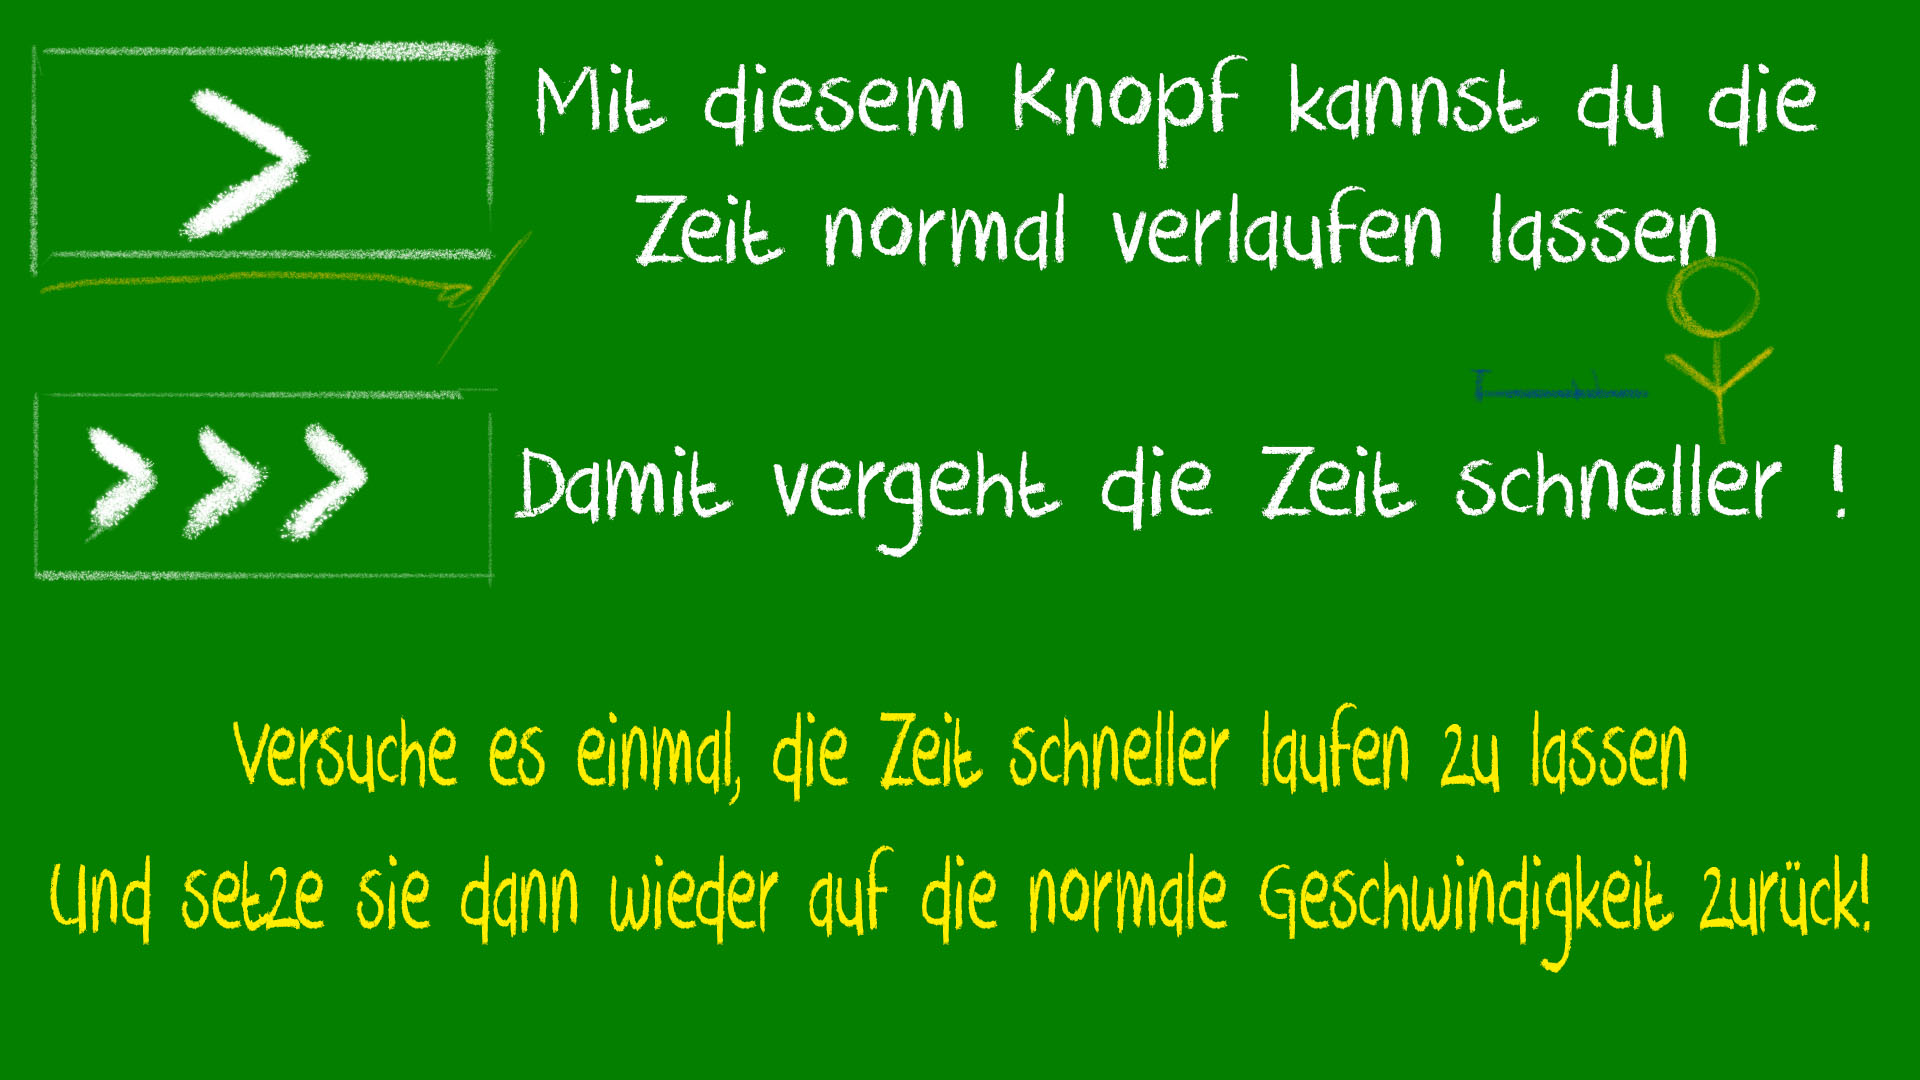 >
Mit diesem Knopf kannst du die
Zeit normal verlaufen lassen
> > >
Damit vergeht die Zeit schneller !
Versuche es einmal, die Zeit schneller laufen zu lassen
Und setze sie dann wieder auf die normale Geschwindigkeit zurück!